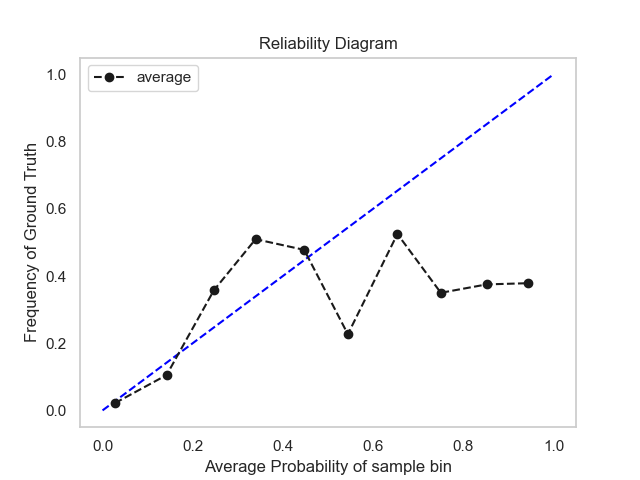 Reliability Diagram
average
Frequency of Ground Truth
1.0
0.8
0.6
0.4
0.2
0.0
0.0 0.2 0.4 0.6 0.8 1.0
Average Probability of sample bin